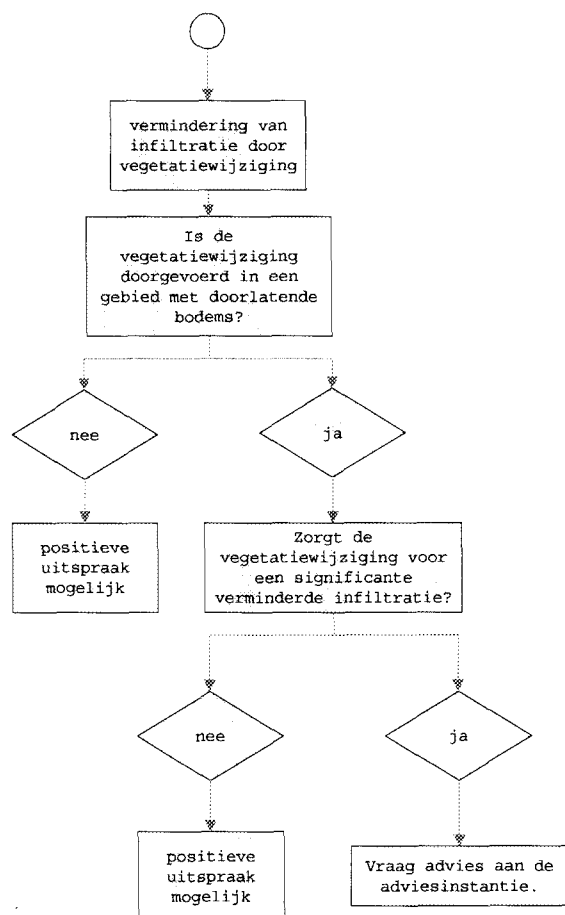 vermindering van
infiltratie door
vegetatiewijziging
Is de
vegetatiewijziging
doorgevoerd in een
gebied met doorlatende
bodems?
nee
ja
positieve
uitspraak
mogelijk
Zorgt de
vegetatiewijziging voor
een significante
verminderde infiltratie?
nee
ja
positieve
uitspraak
mogelijk
Vraag advies aan de
adviesinstantie.